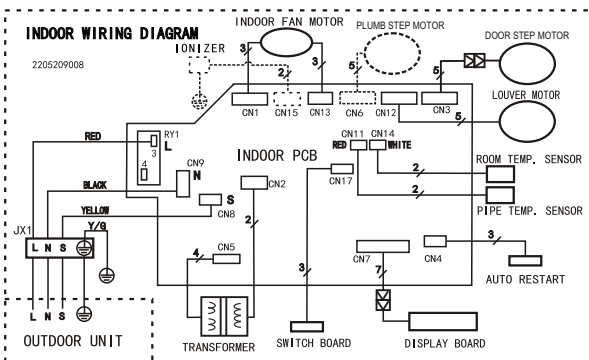 INDOOR WIRING DIAGRAM
2205209008
IONIZER
INDOOR FAN MOTOR
PLUMB STEP MOTOR
DOOR STEP MOTOR
LOUVER MOTOR
3
3
2
5
5
5
CN1
CN15
CN13
CN6
CN12
CN3
RED
RY1
3
L
4
CN9
N
INDOOR PCB
CN11
CN14
RED
WHITE
CN17
ROOM TEMP. SENSOR
2
BLACK
S
CN8
CN2
2
PIPE TEMP. SENSOR
YELLOW
Y/G
2
JX1
L N S
4
CN5
3
CN7
7
CN4
3
AUTO RESTART
L N S
OUTDOOR UNIT
TRANSFORMER
SWITCH BOARD
DISPLAY BOARD